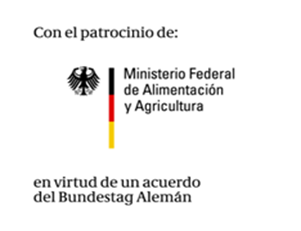 Con el patrocinio de:
Ministerio Federal
de Alimentación
y Agricultura
en virtud de un acuerdo
del Bundestag Alemán